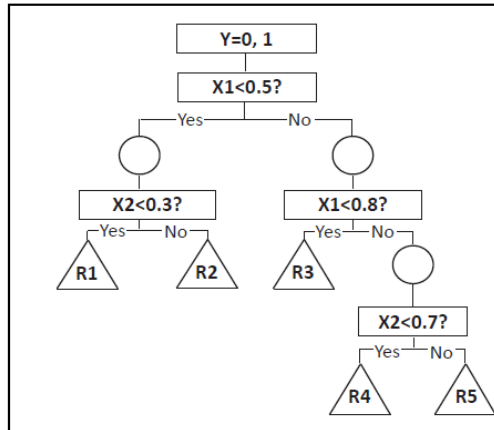 Y=0, 1
X1<0.5?
Yes No
X2<0.3? X1<0.8?
Yes No Yes No
R1 R2 R3
X2<0.7?
Yes No
R4 R5